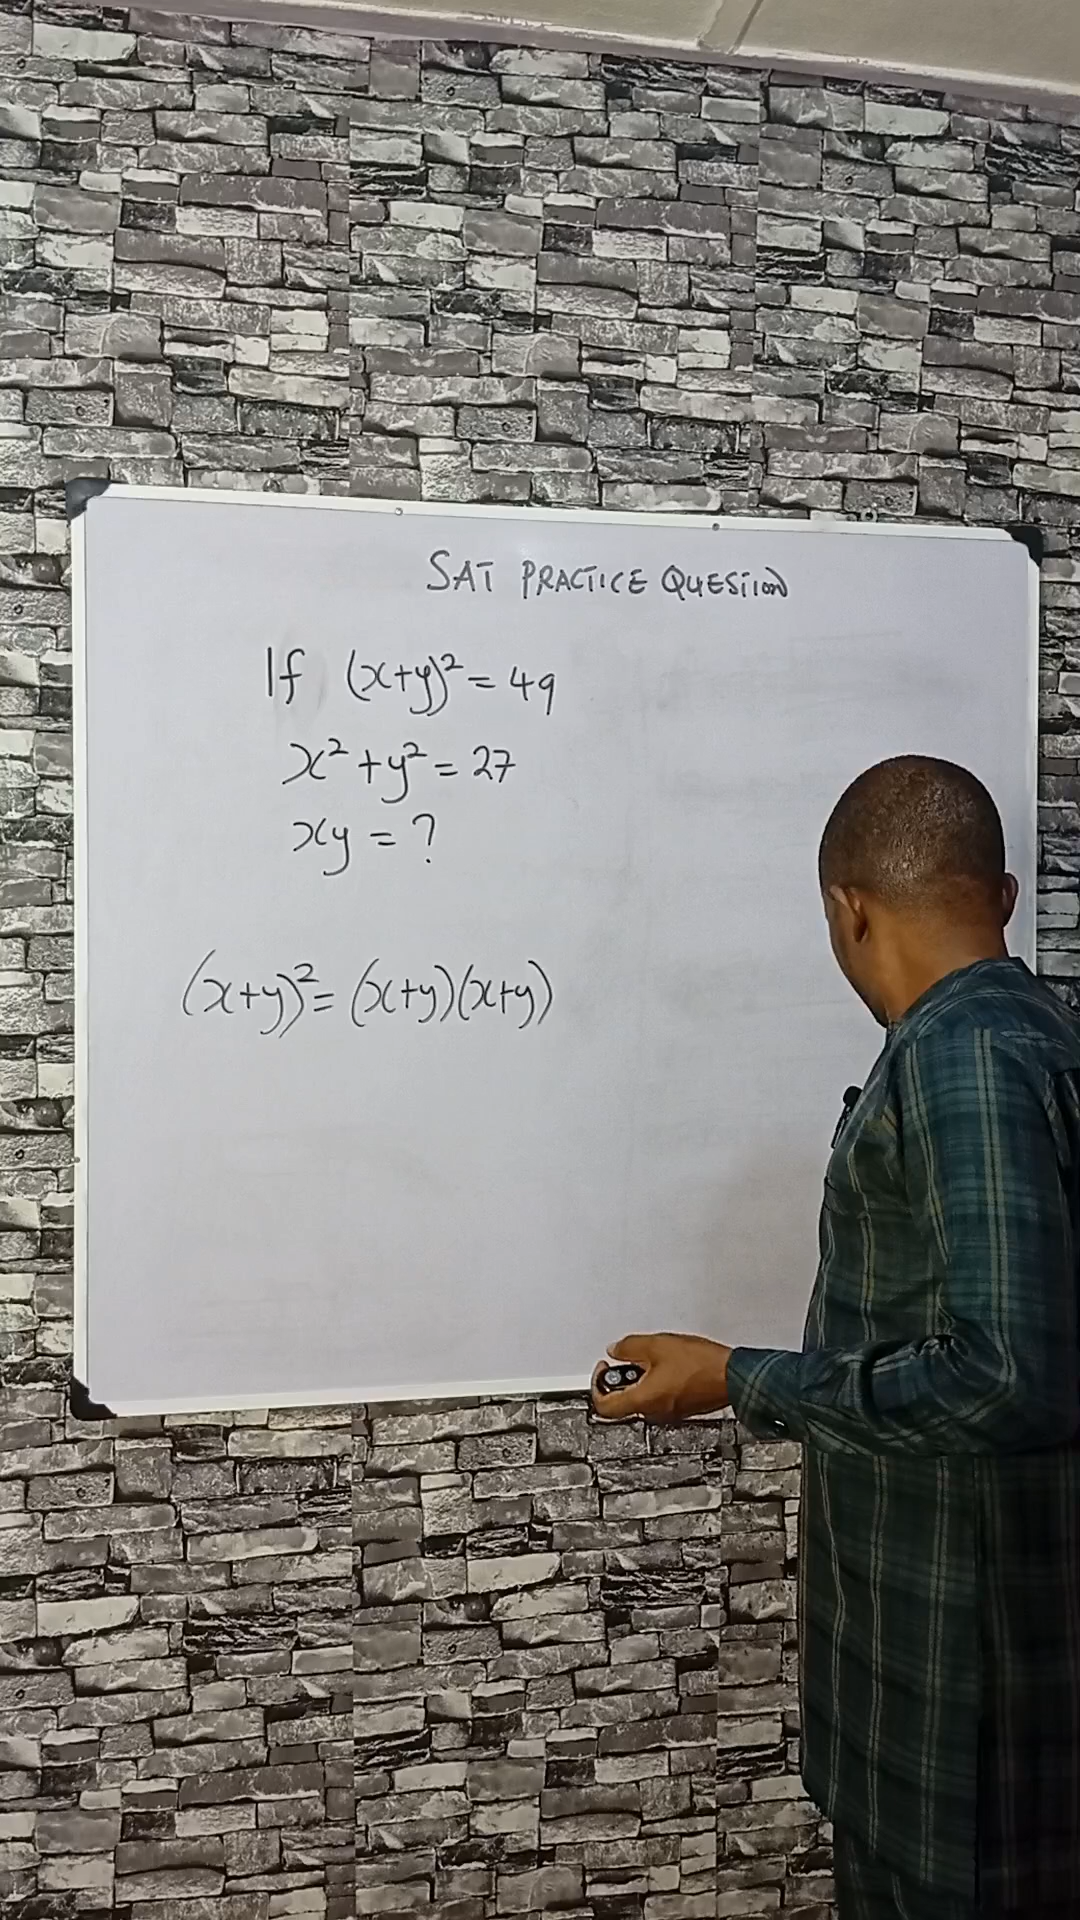 SAT PRACTICE QUESTION
If (x+y)² = 49
x² + y² = 27
xy = ?
(x+y)² = (x+y)(x+y)